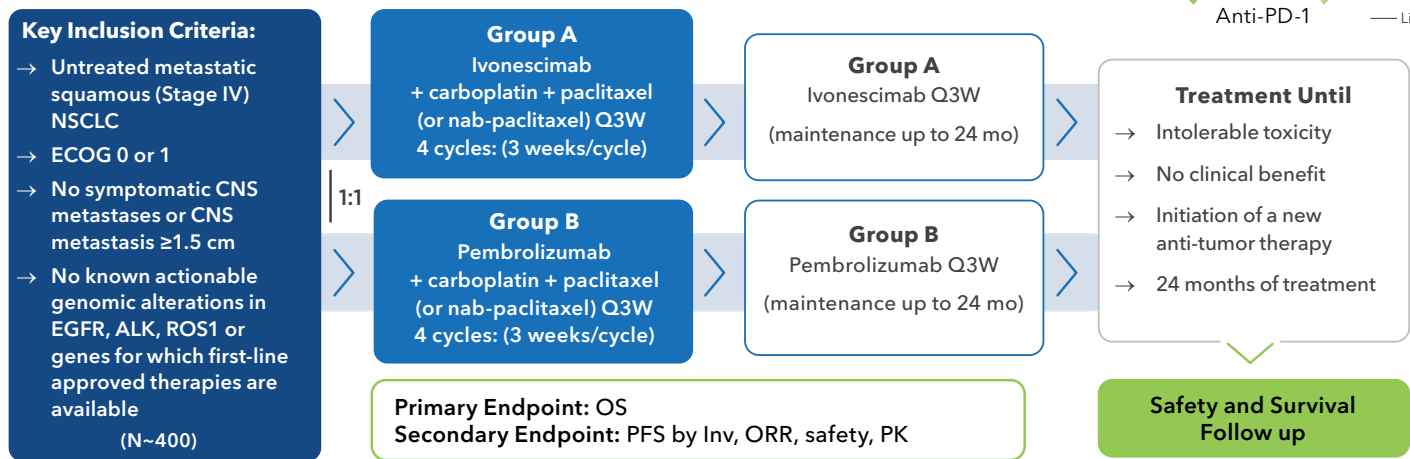 Anti-PD-1
Key Inclusion Criteria:
→ Untreated metastatic
squamous (Stage IV)
NSCLC
→ ECOG 0 or 1
→ No symptomatic CNS
metastases or CNS
metastasis ≥1.5 cm
→ No known actionable
genomic alterations in
EGFR, ALK, ROS1 or
genes for which first-line
approved therapies are
available
(N~400)
1:1
Group A
Ivonescimab
+ carboplatin + paclitaxel
(or nab-paclitaxel) Q3W
4 cycles: (3 weeks/cycle)
Group A
Ivonescimab Q3W
(maintenance up to 24 mo)
Group B
Pembrolizumab
+ carboplatin + paclitaxel
(or nab-paclitaxel) Q3W
4 cycles: (3 weeks/cycle)
Group B
Pembrolizumab Q3W
(maintenance up to 24 mo)
Treatment Until
→ Intolerable toxicity
→ No clinical benefit
→ Initiation of a new
anti-tumor therapy
→ 24 months of treatment
Primary Endpoint: OS
Secondary Endpoint: PFS by Inv, ORR, safety, PK
Safety and Survival
Follow up